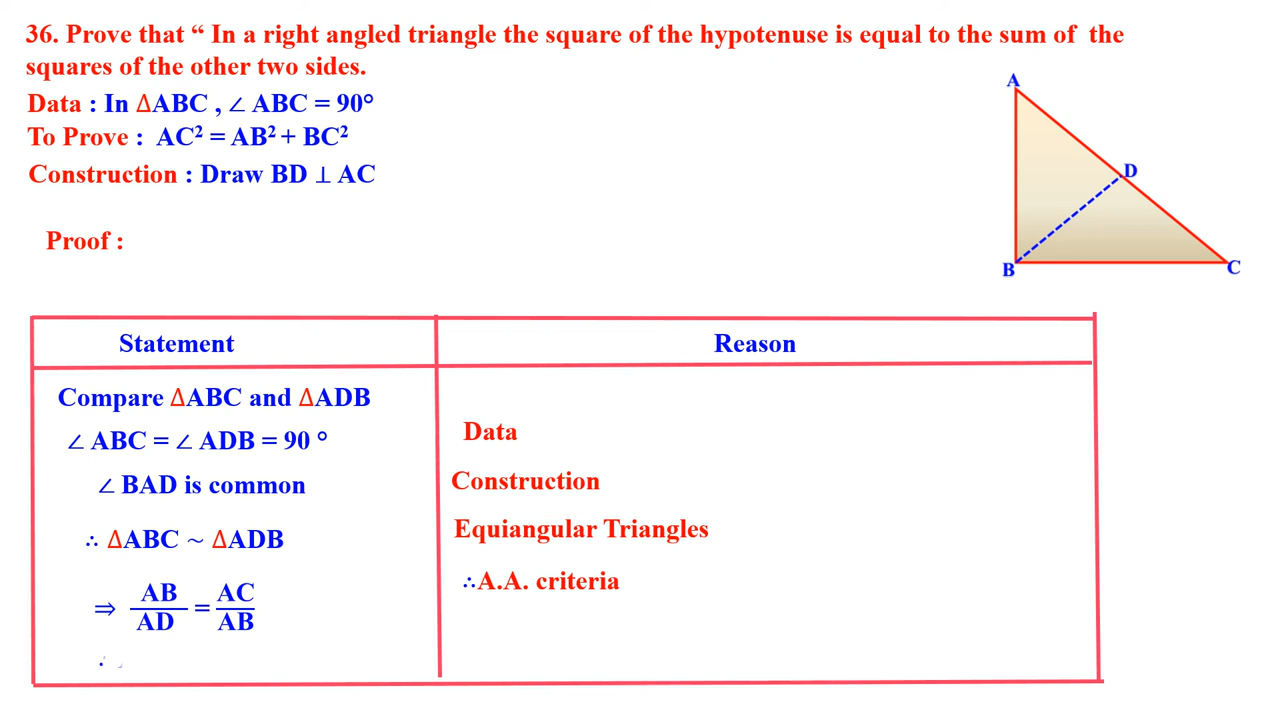 36. Prove that “ In a right angled triangle the square of the hypotenuse is equal to the sum of the
squares of the other two sides.
Data : In ΔABC , ∠ ABC = 90°
To Prove : AC² = AB² + BC²
Construction : Draw BD ⊥ AC
A
D
B
C
Proof :
Statement
Reason
Compare ΔABC and ΔADB
∠ ABC = ∠ ADB = 90 °
∠ BAD is common
∴ ΔABC ~ ΔADB
⇒ AB/AD = AC/AB
Data
Construction
Equiangular Triangles
∴A.A. criteria